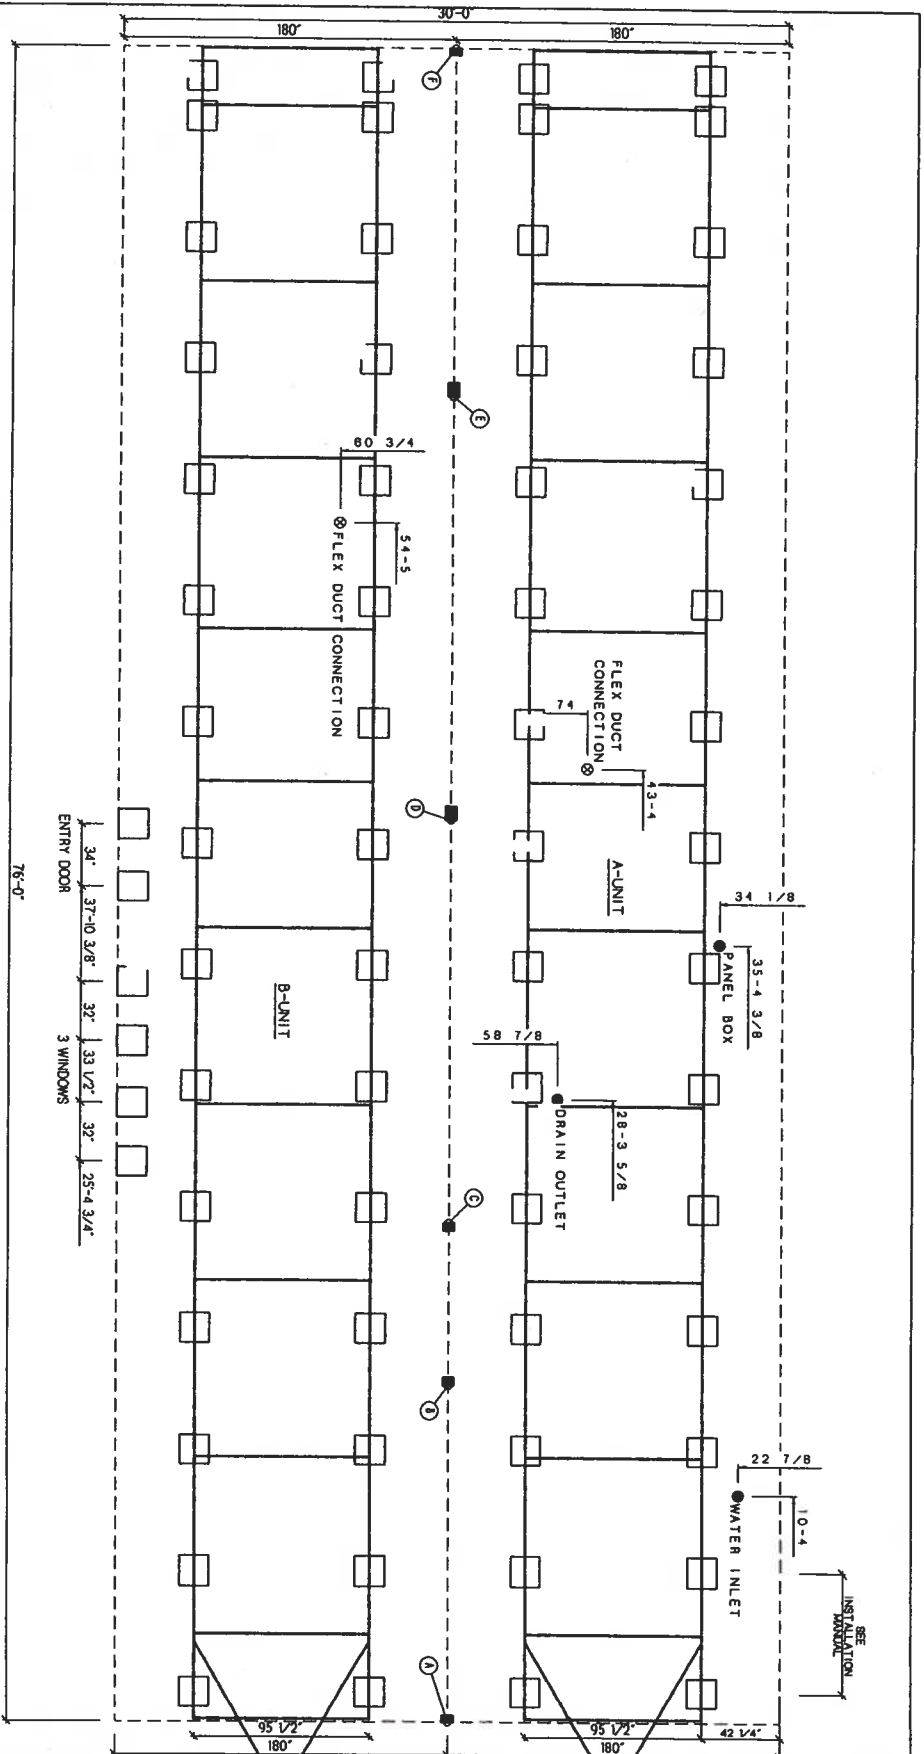 30'-0"
180"
180"
F
E
60 3/4
54-5
FLEX DUCT CONNECTION
FLEX DUCT
CONNECTION
74
43-4
D
A-UNIT
34 1/8
35-4 3/8
PANEL BOX
ENTRY DOOR
34"
37'-10 3/8"
32"
33 1/2"
32"
25'-4 3/4"
3 WINDOWS
76'-0"
B-UNIT
58 7/8
28-3 5/8
DRAIN OUTLET
C
B
22 7/8
10-4
WATER INLET
SEE
INSTALLATION
MANUAL
A
95 1/2"
180"
95 1/2"
42 1/4"
180"